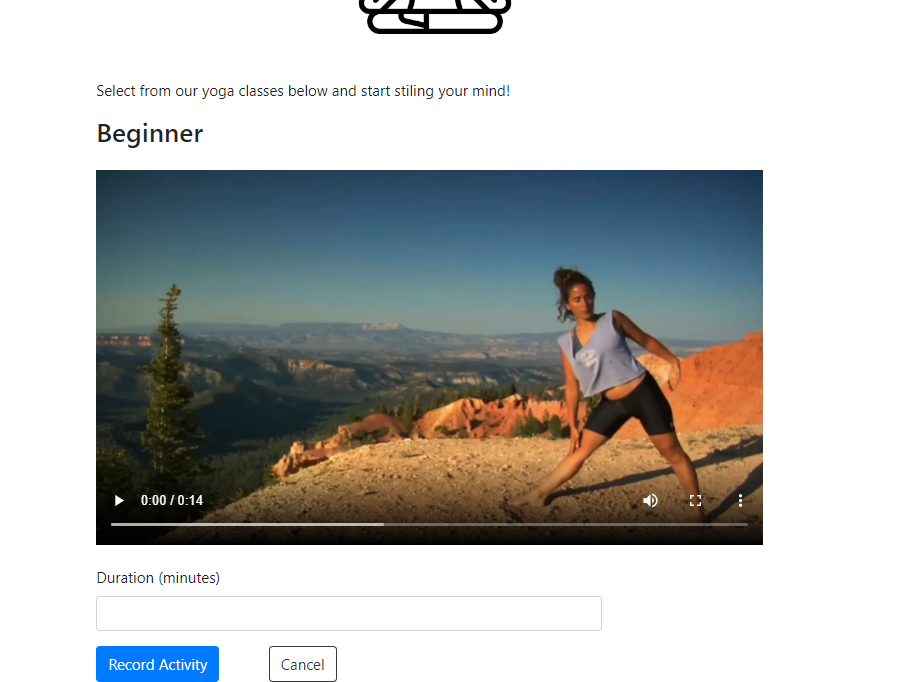 Select from our yoga classes below and start stiling your mind!
Beginner
0:00 / 0:14
Duration (minutes)
Record Activity
Cancel